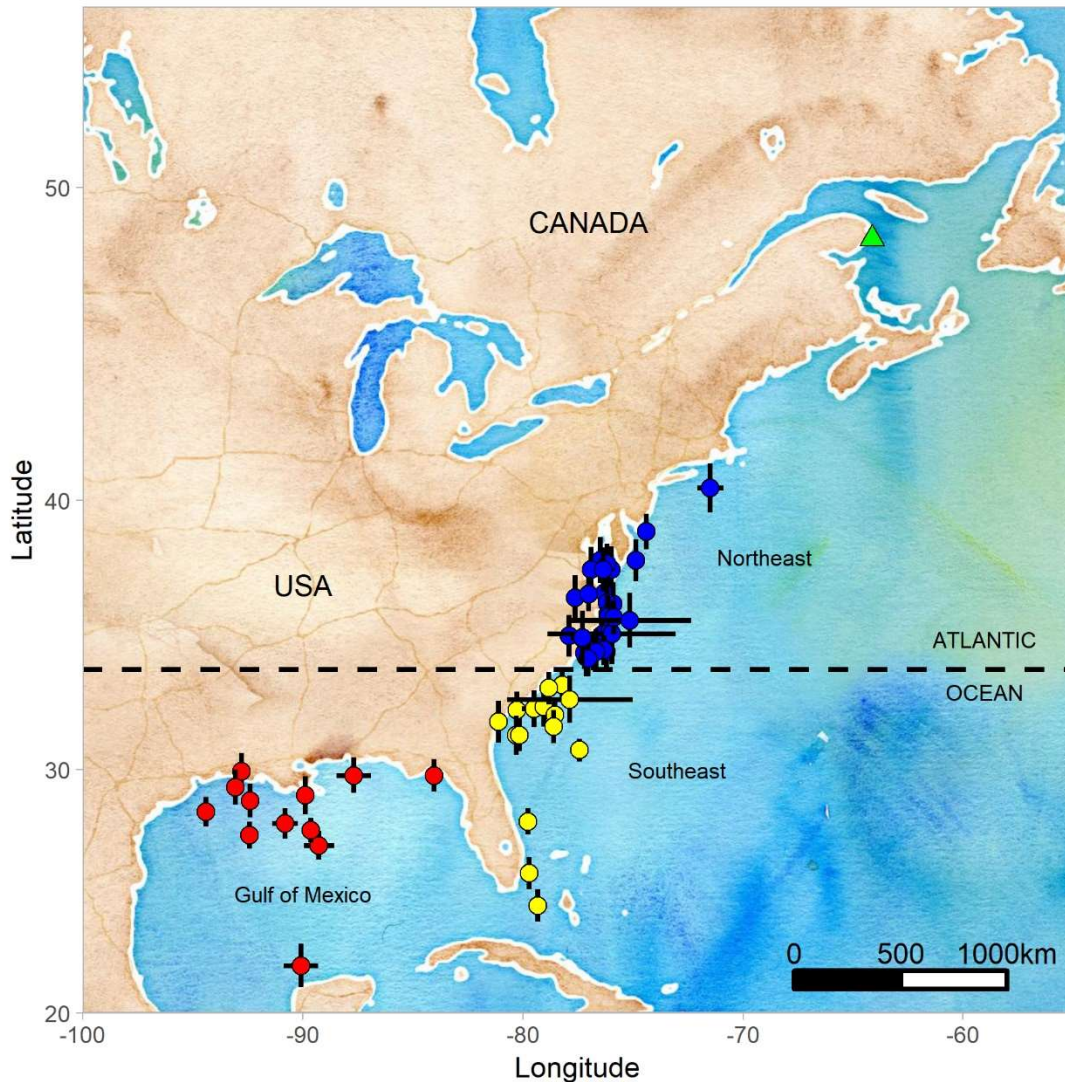 50
CANADA
Latitude
40
Northeast
USA
ATLANTIC
OCEAN
30
Southeast
Gulf of Mexico
0 500 1000km
20
-100 -90 -80 -70 -60
Longitude